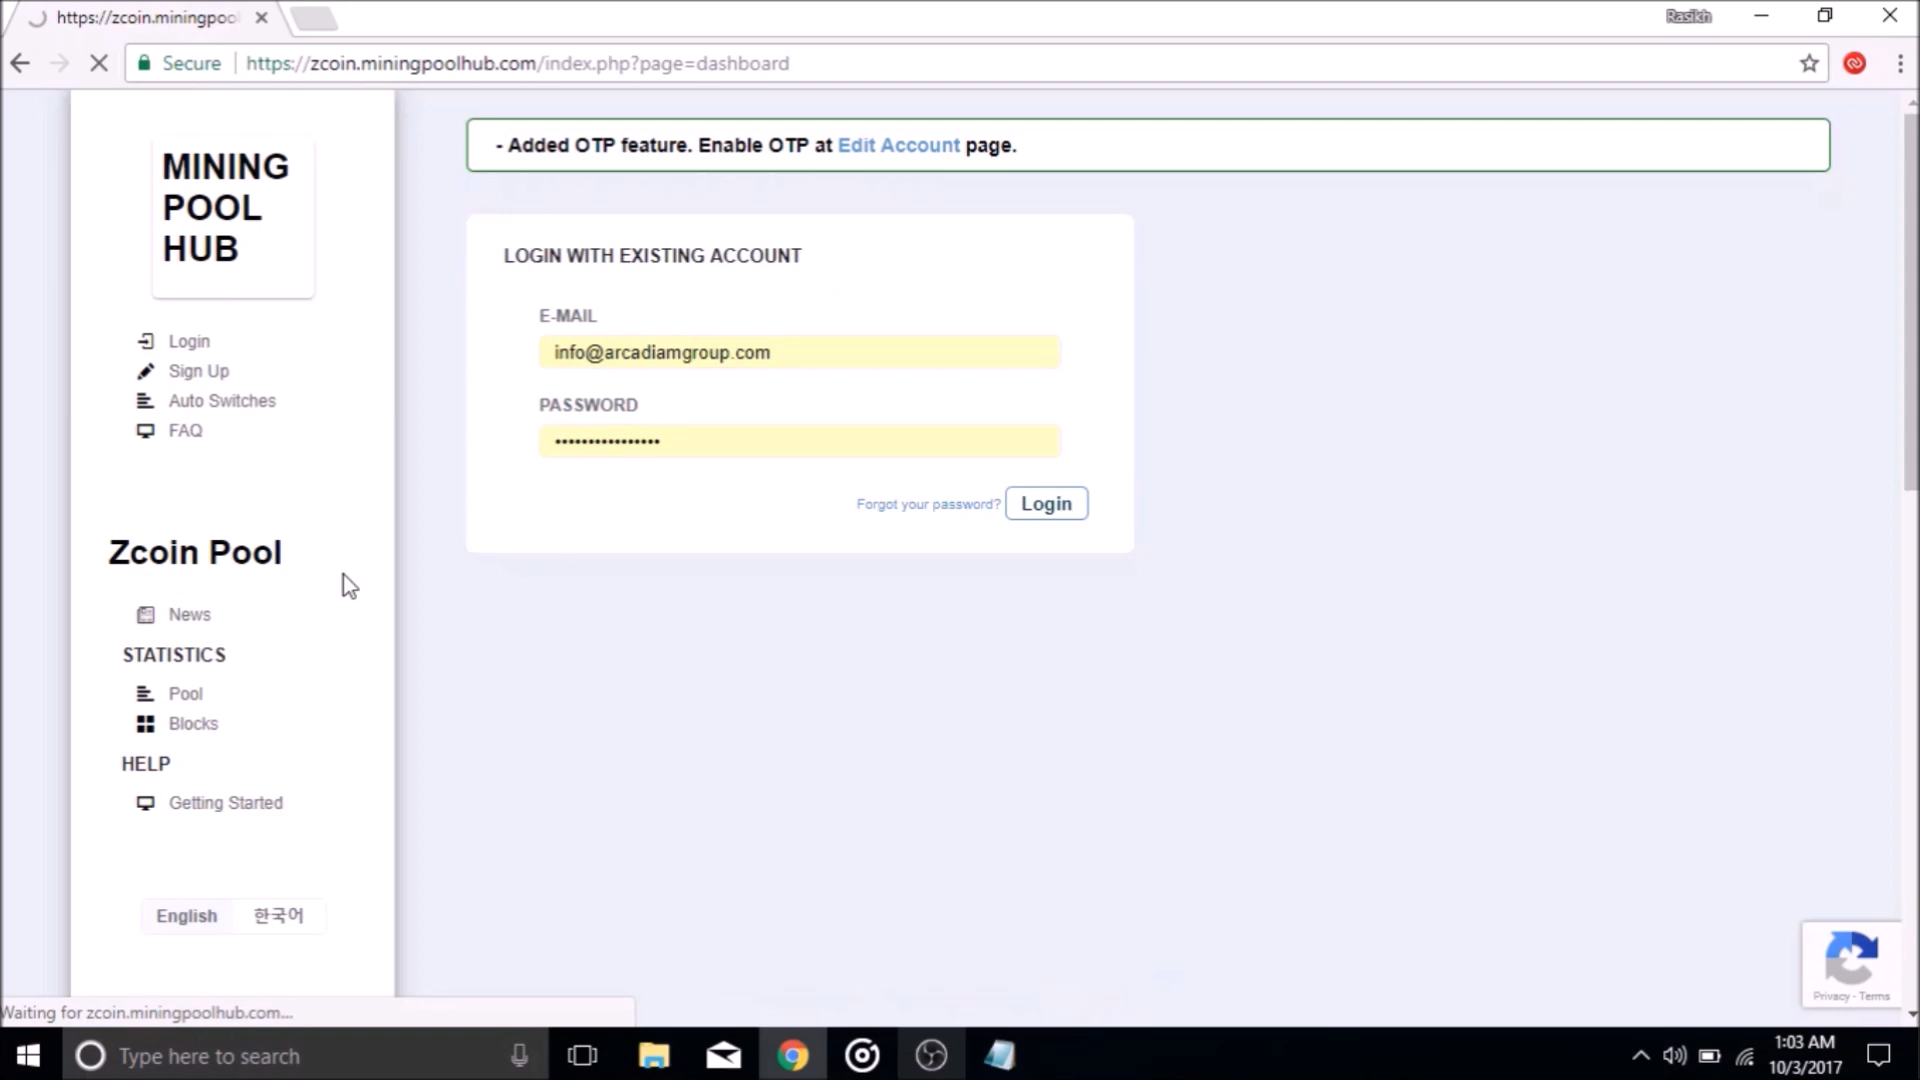 https://zcoin.miningpool
Rasikh
Secure
https://zcoin.miningpoolhub.com/index.php?page=dashboard
MINING
POOL
HUB
Login
Sign Up
Auto Switches
FAQ
Zcoin Pool
News
STATISTICS
Pool
Blocks
HELP
Getting Started
English 한국어
- Added OTP feature. Enable OTP at Edit Account page.
LOGIN WITH EXISTING ACCOUNT
E-MAIL
info@arcadiamgroup.com
PASSWORD
••••••••••••••••
Forgot your password? Login
Privacy - Terms
Waiting for zcoin.miningpoolhub.com...
Type here to search
1:03 AM
10/3/2017